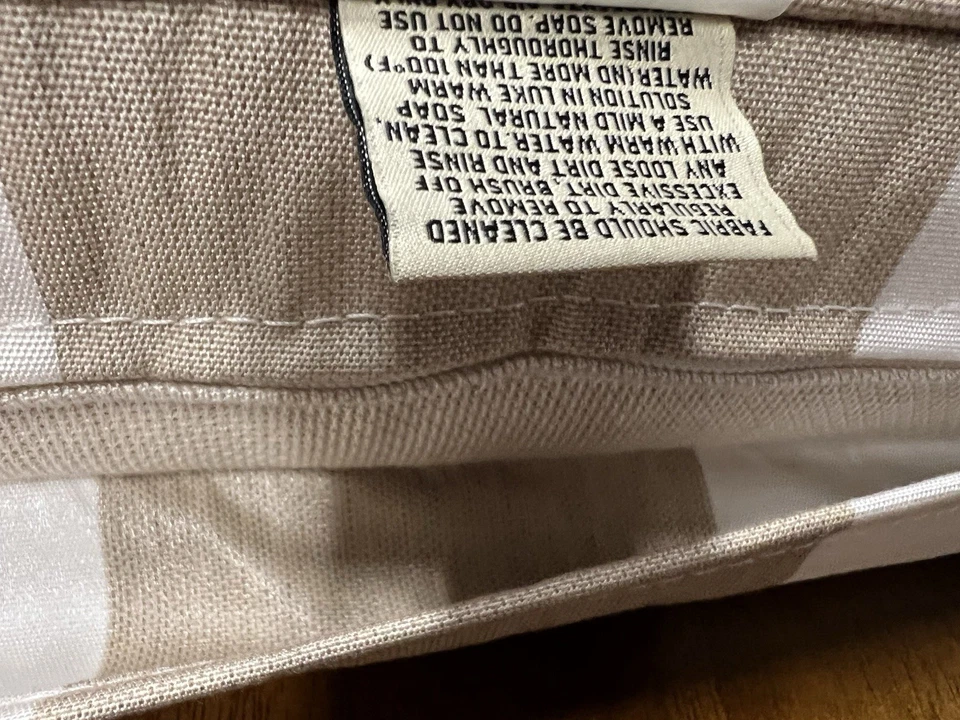 FABRIC SHOULD BE CLEANED
REGULARLY TO REMOVE
EXCESSIVE DIRT. BRUSH OFF
ANY LOOSE DIRT AND RINSE
WITH WARM WATER. TO CLEAN,
USE A MILD NATURAL SOAP
SOLUTION IN LUKE WARM
WATER (NO MORE THAN 100°F)
RINSE THOROUGHLY TO
REMOVE SOAP. DO NOT USE